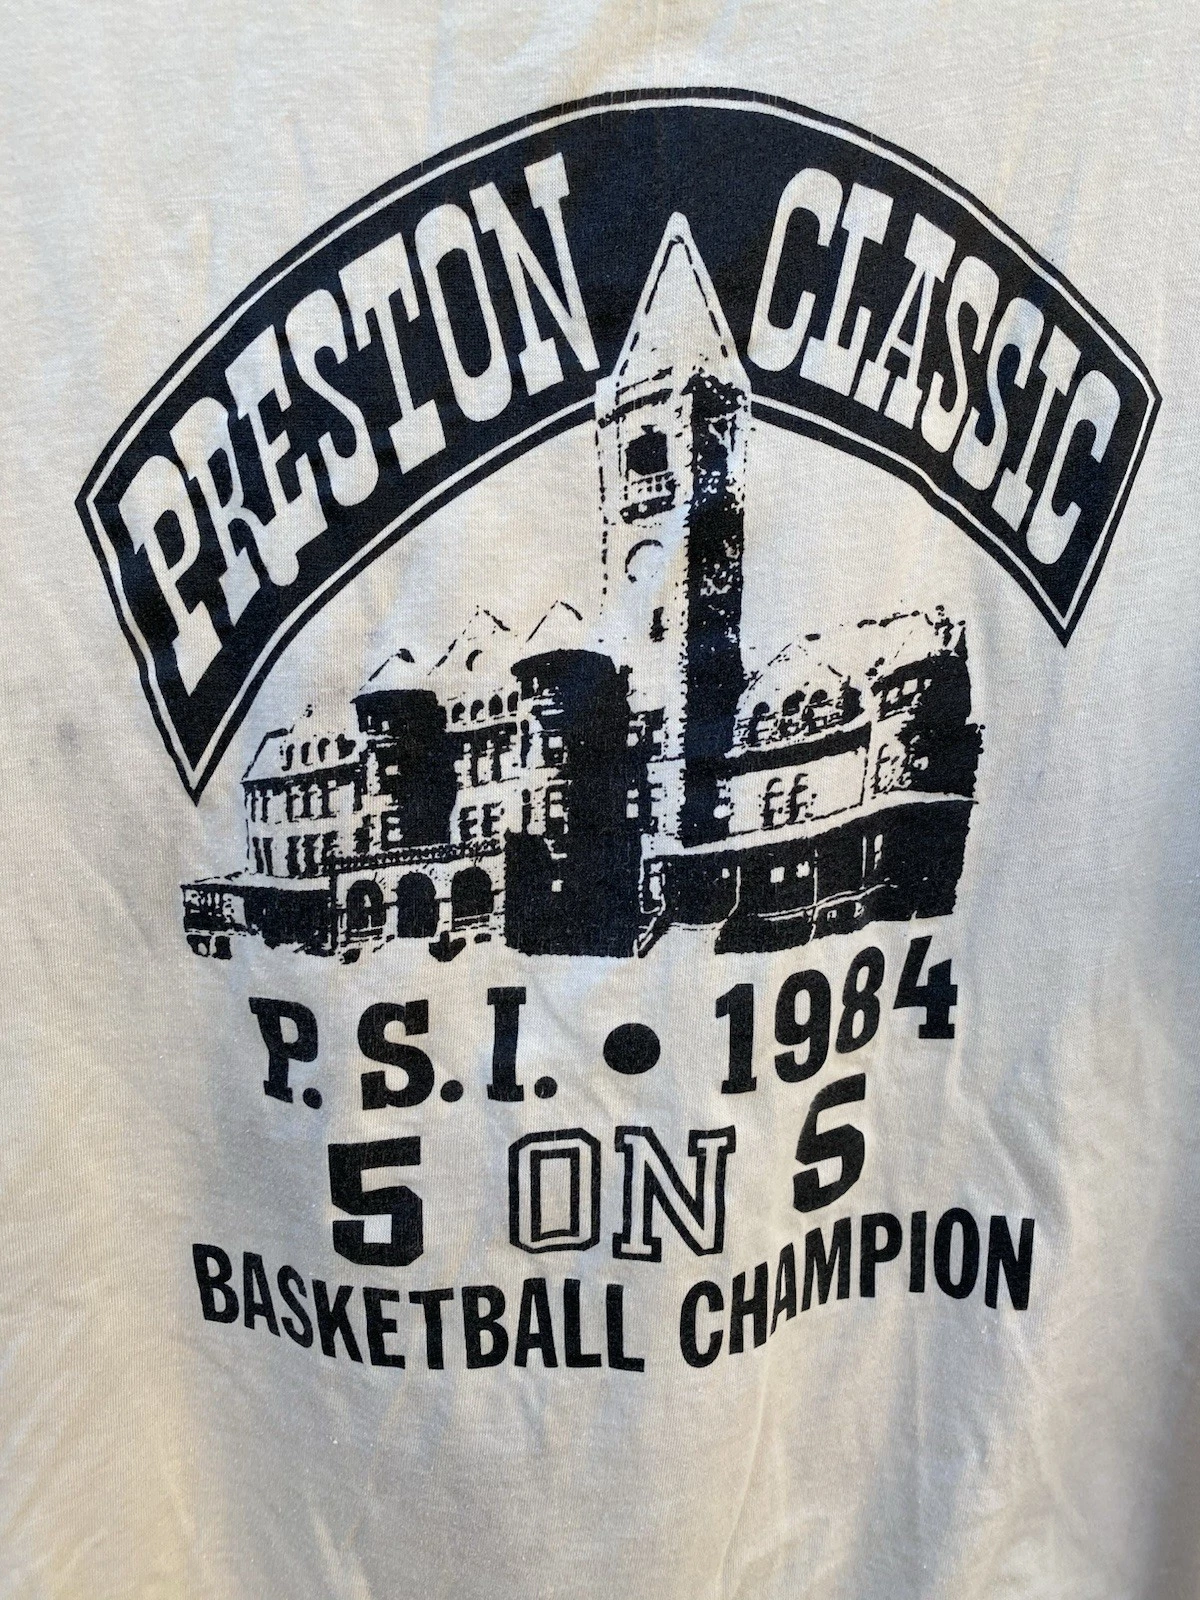 PRESTON CLASSIC
P.S.I. • 1984
5 ON 5
BASKETBALL CHAMPION